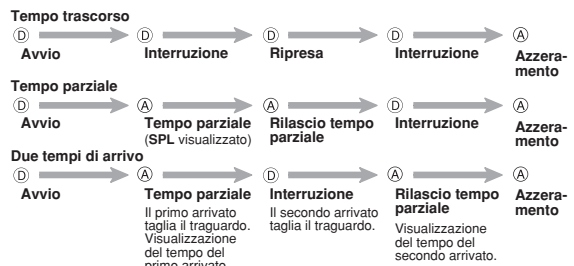 Tempo trascorso
D D D D A
Avvio Interruzione Ripresa Interruzione Azzera-
mento
Tempo parziale
D A A D A
Avvio Tempo parziale Rilascio tempo Interruzione Azzera-
(SPL visualizzato) parziale mento
Due tempi di arrivo
D A D A A
Avvio Tempo parziale Interruzione Rilascio tempo Azzera-
parziale mento
Il primo arrivato Il secondo arrivato
taglia il traguardo. taglia il traguardo. Visualizzazione
Visualizzazione del tempo del
del tempo del secondo arrivato.
primo arrivato.